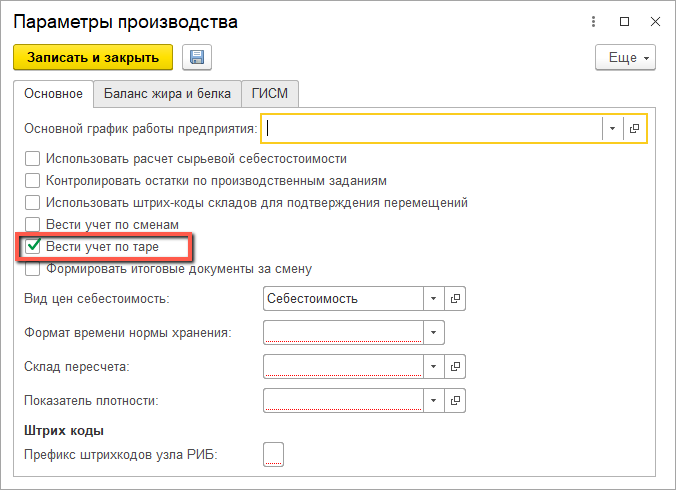 Параметры производства
Записать и закрыть
Еще
Основное Баланс жира и белка ГИСМ
Основной график работы предприятия:
Использовать расчет сырьевой себестостоимости
Контролировать остатки по производственным заданиям
Использовать штрих-коды складов для подтверждения перемещений
Вести учет по сменам
Вести учет по таре
Формировать итоговые документы за смену
Вид цен себестоимость: Себестоимость
Формат времени нормы хранения:
Склад пересчета:
Показатель плотности:
Штрих коды
Префикс штрихкодов узла РИБ: